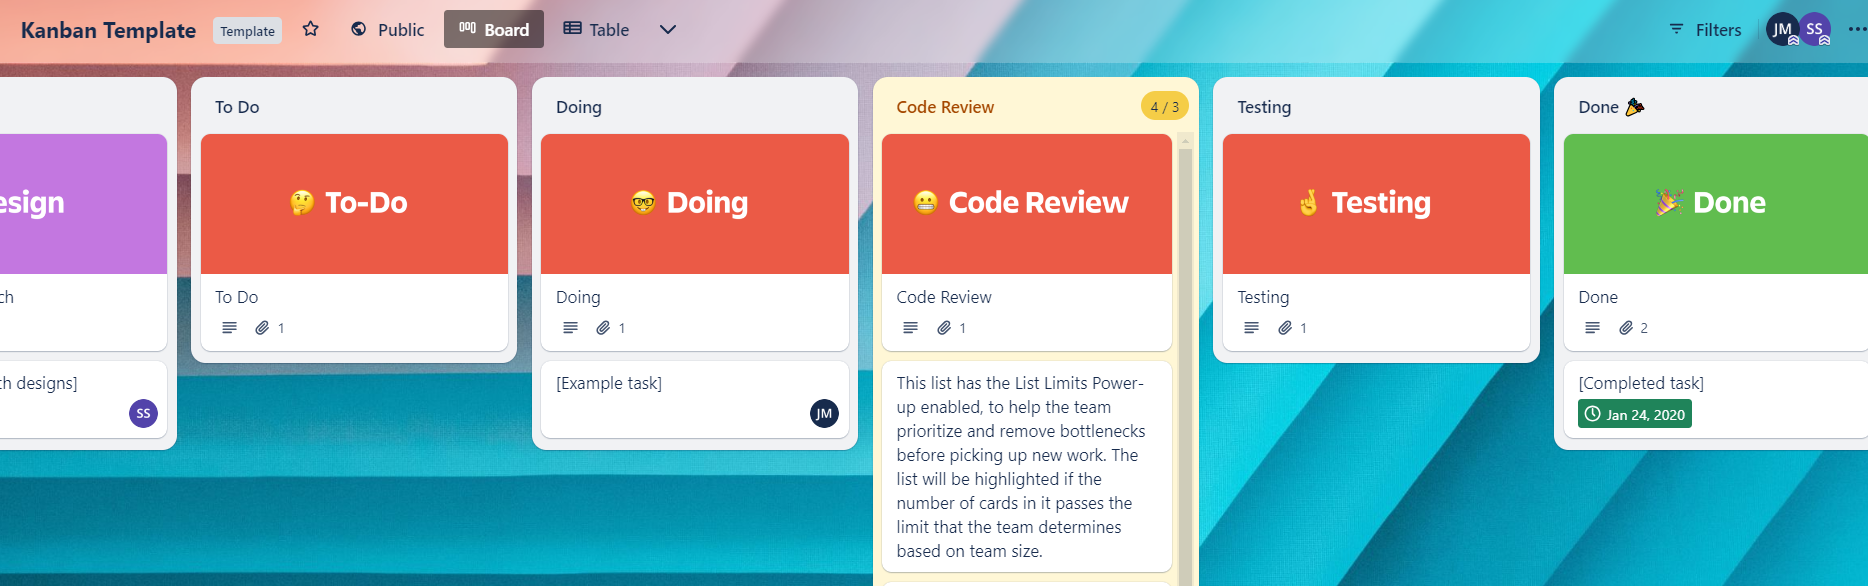 Kanban Template
Template
Public
Board
Table
Filters
JM
SS
esign
ch
th designs]
SS
To Do
To-Do
To Do
1
Doing
Doing
Doing
1
[Example task]
JM
Code Review
4 / 3
Code Review
Code Review
1
This list has the List Limits Power-
up enabled, to help the team
prioritize and remove bottlenecks
before picking up new work. The
list will be highlighted if the
number of cards in it passes the
limit that the team determines
based on team size.
Testing
Testing
Testing
1
Done
Done
Done
2
[Completed task]
Jan 24, 2020